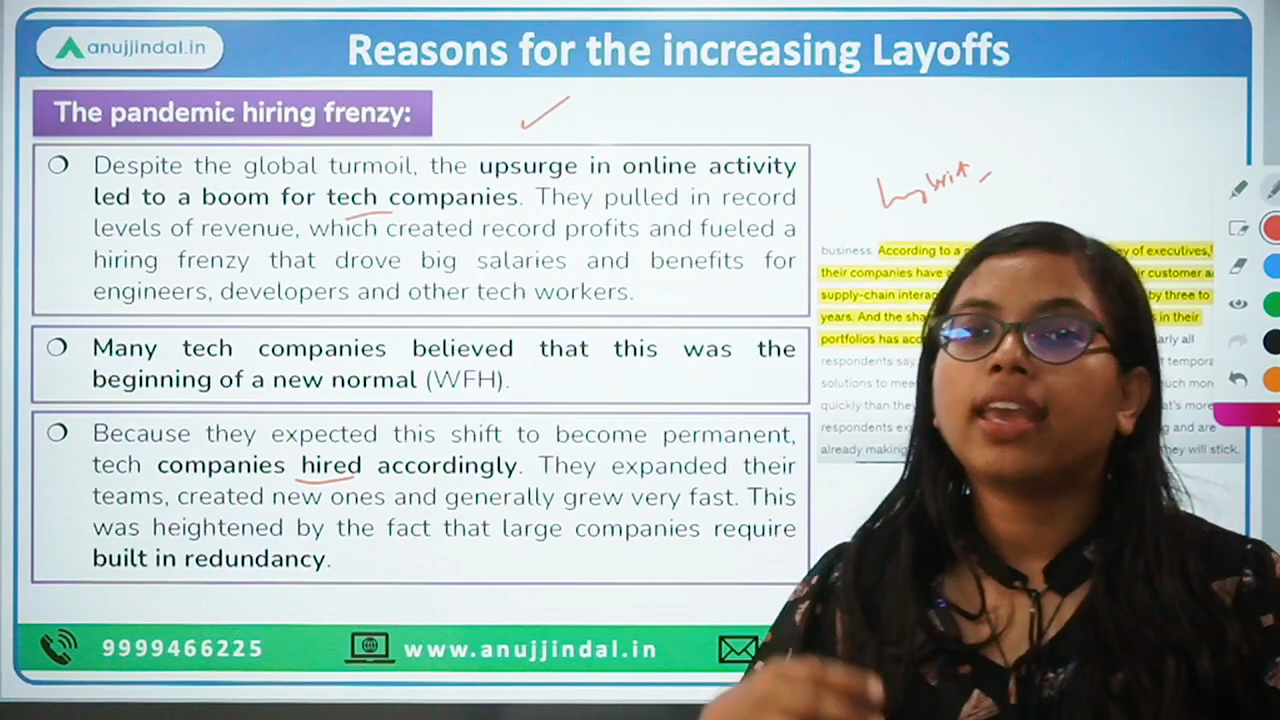 anujjindal.in
Reasons for the increasing Layoffs
The pandemic hiring frenzy:
Despite the global turmoil, the upsurge in online activity
led to a boom for tech companies. They pulled in record
levels of revenue, which created record profits and fueled a
hiring frenzy that drove big salaries and benefits for
engineers, developers and other tech workers.
Many tech companies believed that this was the
beginning of a new normal (WFH).
Because they expected this shift to become permanent,
tech companies hired accordingly. They expanded their
teams, created new ones and generally grew very fast. This
was heightened by the fact that large companies require
built in redundancy.
business. According to a
ey of executives,
their companies have
customer
supply-chain
by three to
years. And the
in their
portfolios has
respondents
solutions to
quickly than
respondents
g and are
already making
they will stick.
9999466225
www.anujjindal.in